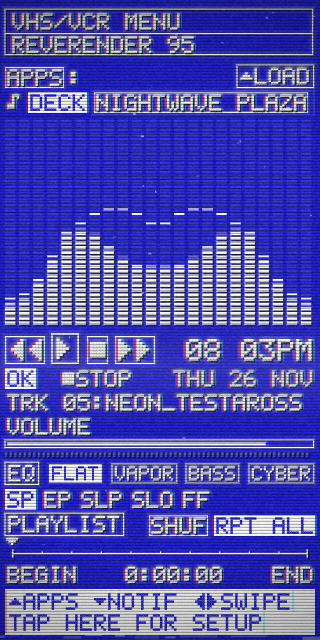 VHS/VCR MENU
REVERENDER 95
APPS: LOAD
DECK NIGHTWAVE PLAZA
08 03PM
OK STOP THU 26 NOV
TRK 05:NEON_TESTAROSS
VOLUME
EQ FLAT VAPOR BASS CYBER
SP EP SLP SLO FF
PLAYLIST SHUF RPT ALL
BEGIN 0:00:00 END
APPS NOTIF SWIPE
TAP HERE FOR SETUP